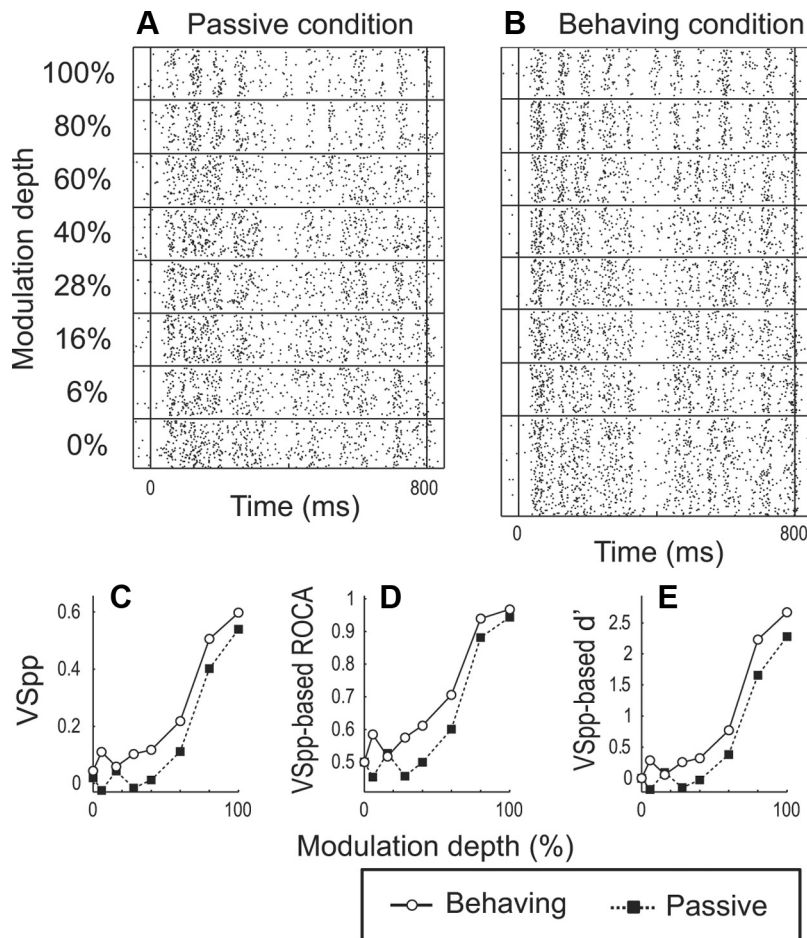 A Passive condition
B Behaving condition
Modulation depth
100%
80%
60%
40%
28%
16%
6%
0%
0 800
Time (ms)
0 800
Time (ms)
C
VSpp
0.6
0.4
0.2
0
0 100
D
VSpp-based ROCA
1
0.9
0.8
0.7
0.6
0.5
0 100
E
VSpp-based d'
2.5
2
1.5
1
0.5
0
0 100
Modulation depth (%)
Behaving Passive